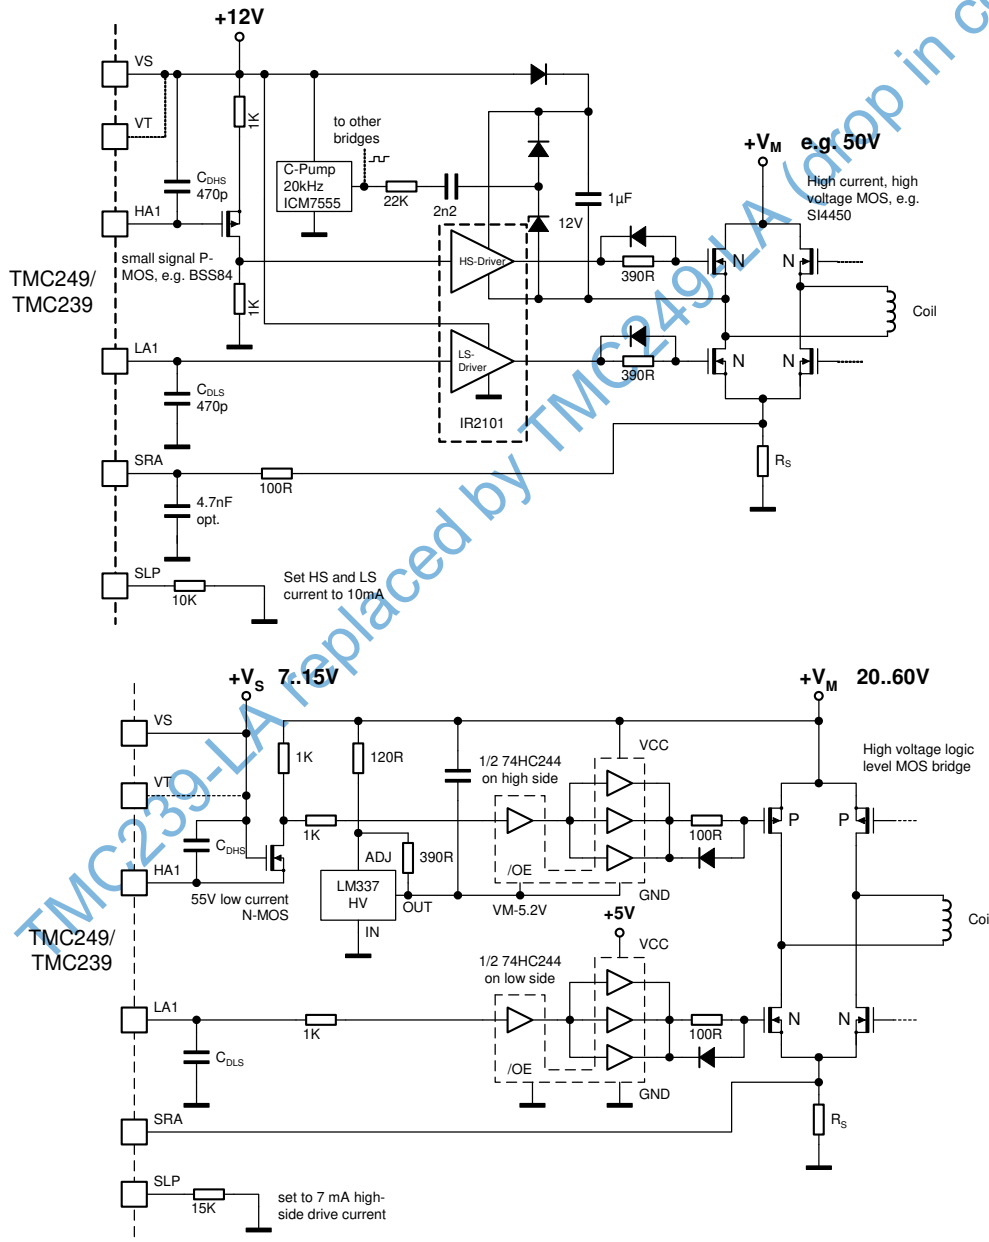 +12V
VS
VT
1K
to other
bridges
C-Pump
20kHz
ICM7555
22K
2n2
1µF
12V
+VM e.g. 50V
High current, high
voltage MOS, e.g.
SI4450
CDHS
470p
HA1
small signal P-
MOS, e.g. BSS84
TMC249/
TMC239
1K
HS-Driver
390R
N
N
Coil
LA1
CDLS
470p
LS-
Driver
IR2101
390R
N
N
SRA
100R
RS
4.7nF
opt.
SLP
10K
Set HS and LS
current to 10mA
TMC239-LA replaced by TMC249-LA (drop in c
+VS 7..15V
+VM 20..60V
VS
VT
1K
120R
1/2 74HC244
on high side
VCC
High voltage logic
level MOS bridge
CDHS
1K
100R
P
P
HA1
55V low current
N-MOS
ADJ
390R
LM337
HV
OUT
IN
/OE
VM-5.2V
GND
+5V
TMC249/
TMC239
Coi
1/2 74HC244
on low side
VCC
LA1
1K
100R
N
N
CDLS
/OE
GND
SRA
RS
SLP
15K
set to 7 mA high-
side drive current